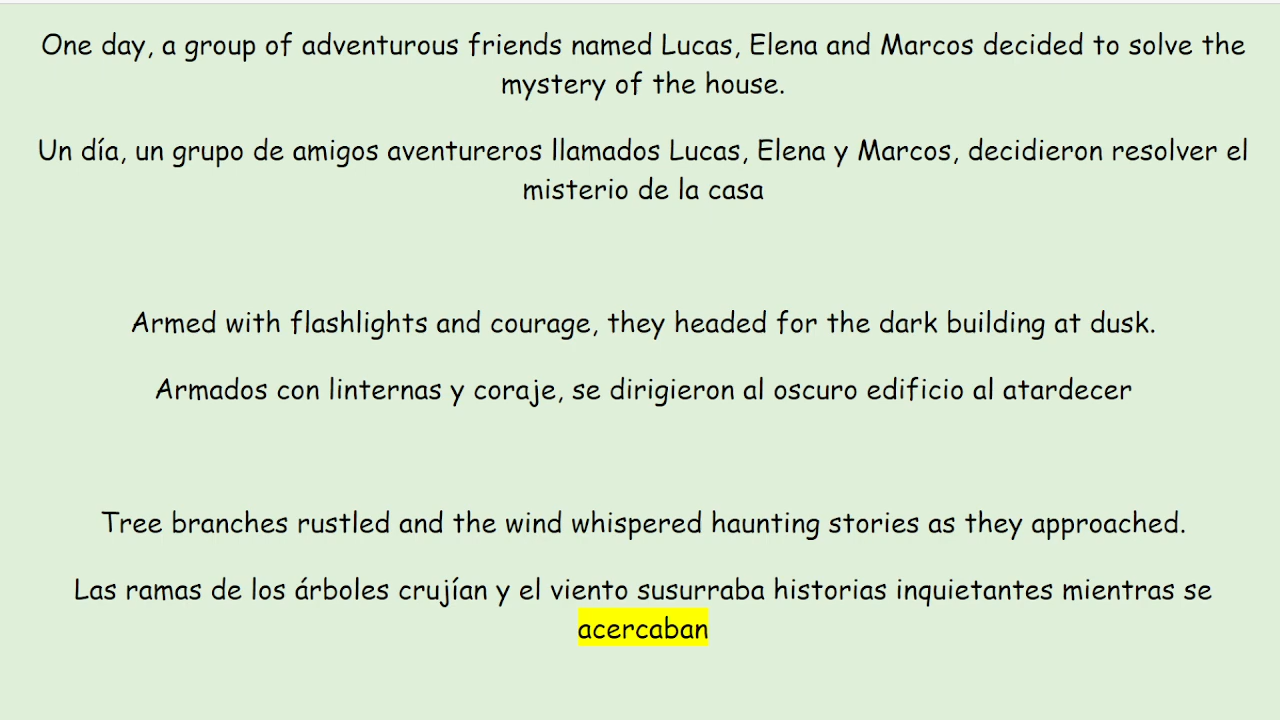 One day, a group of adventurous friends named Lucas, Elena and Marcos decided to solve the
mystery of the house.
Un día, un grupo de amigos aventureros llamados Lucas, Elena y Marcos, decidieron resolver el
misterio de la casa
Armed with flashlights and courage, they headed for the dark building at dusk.
Armados con linternas y coraje, se dirigieron al oscuro edificio al atardecer
Tree branches rustled and the wind whispered haunting stories as they approached.
Las ramas de los árboles crujían y el viento susurraba historias inquietantes mientras se
acercaban